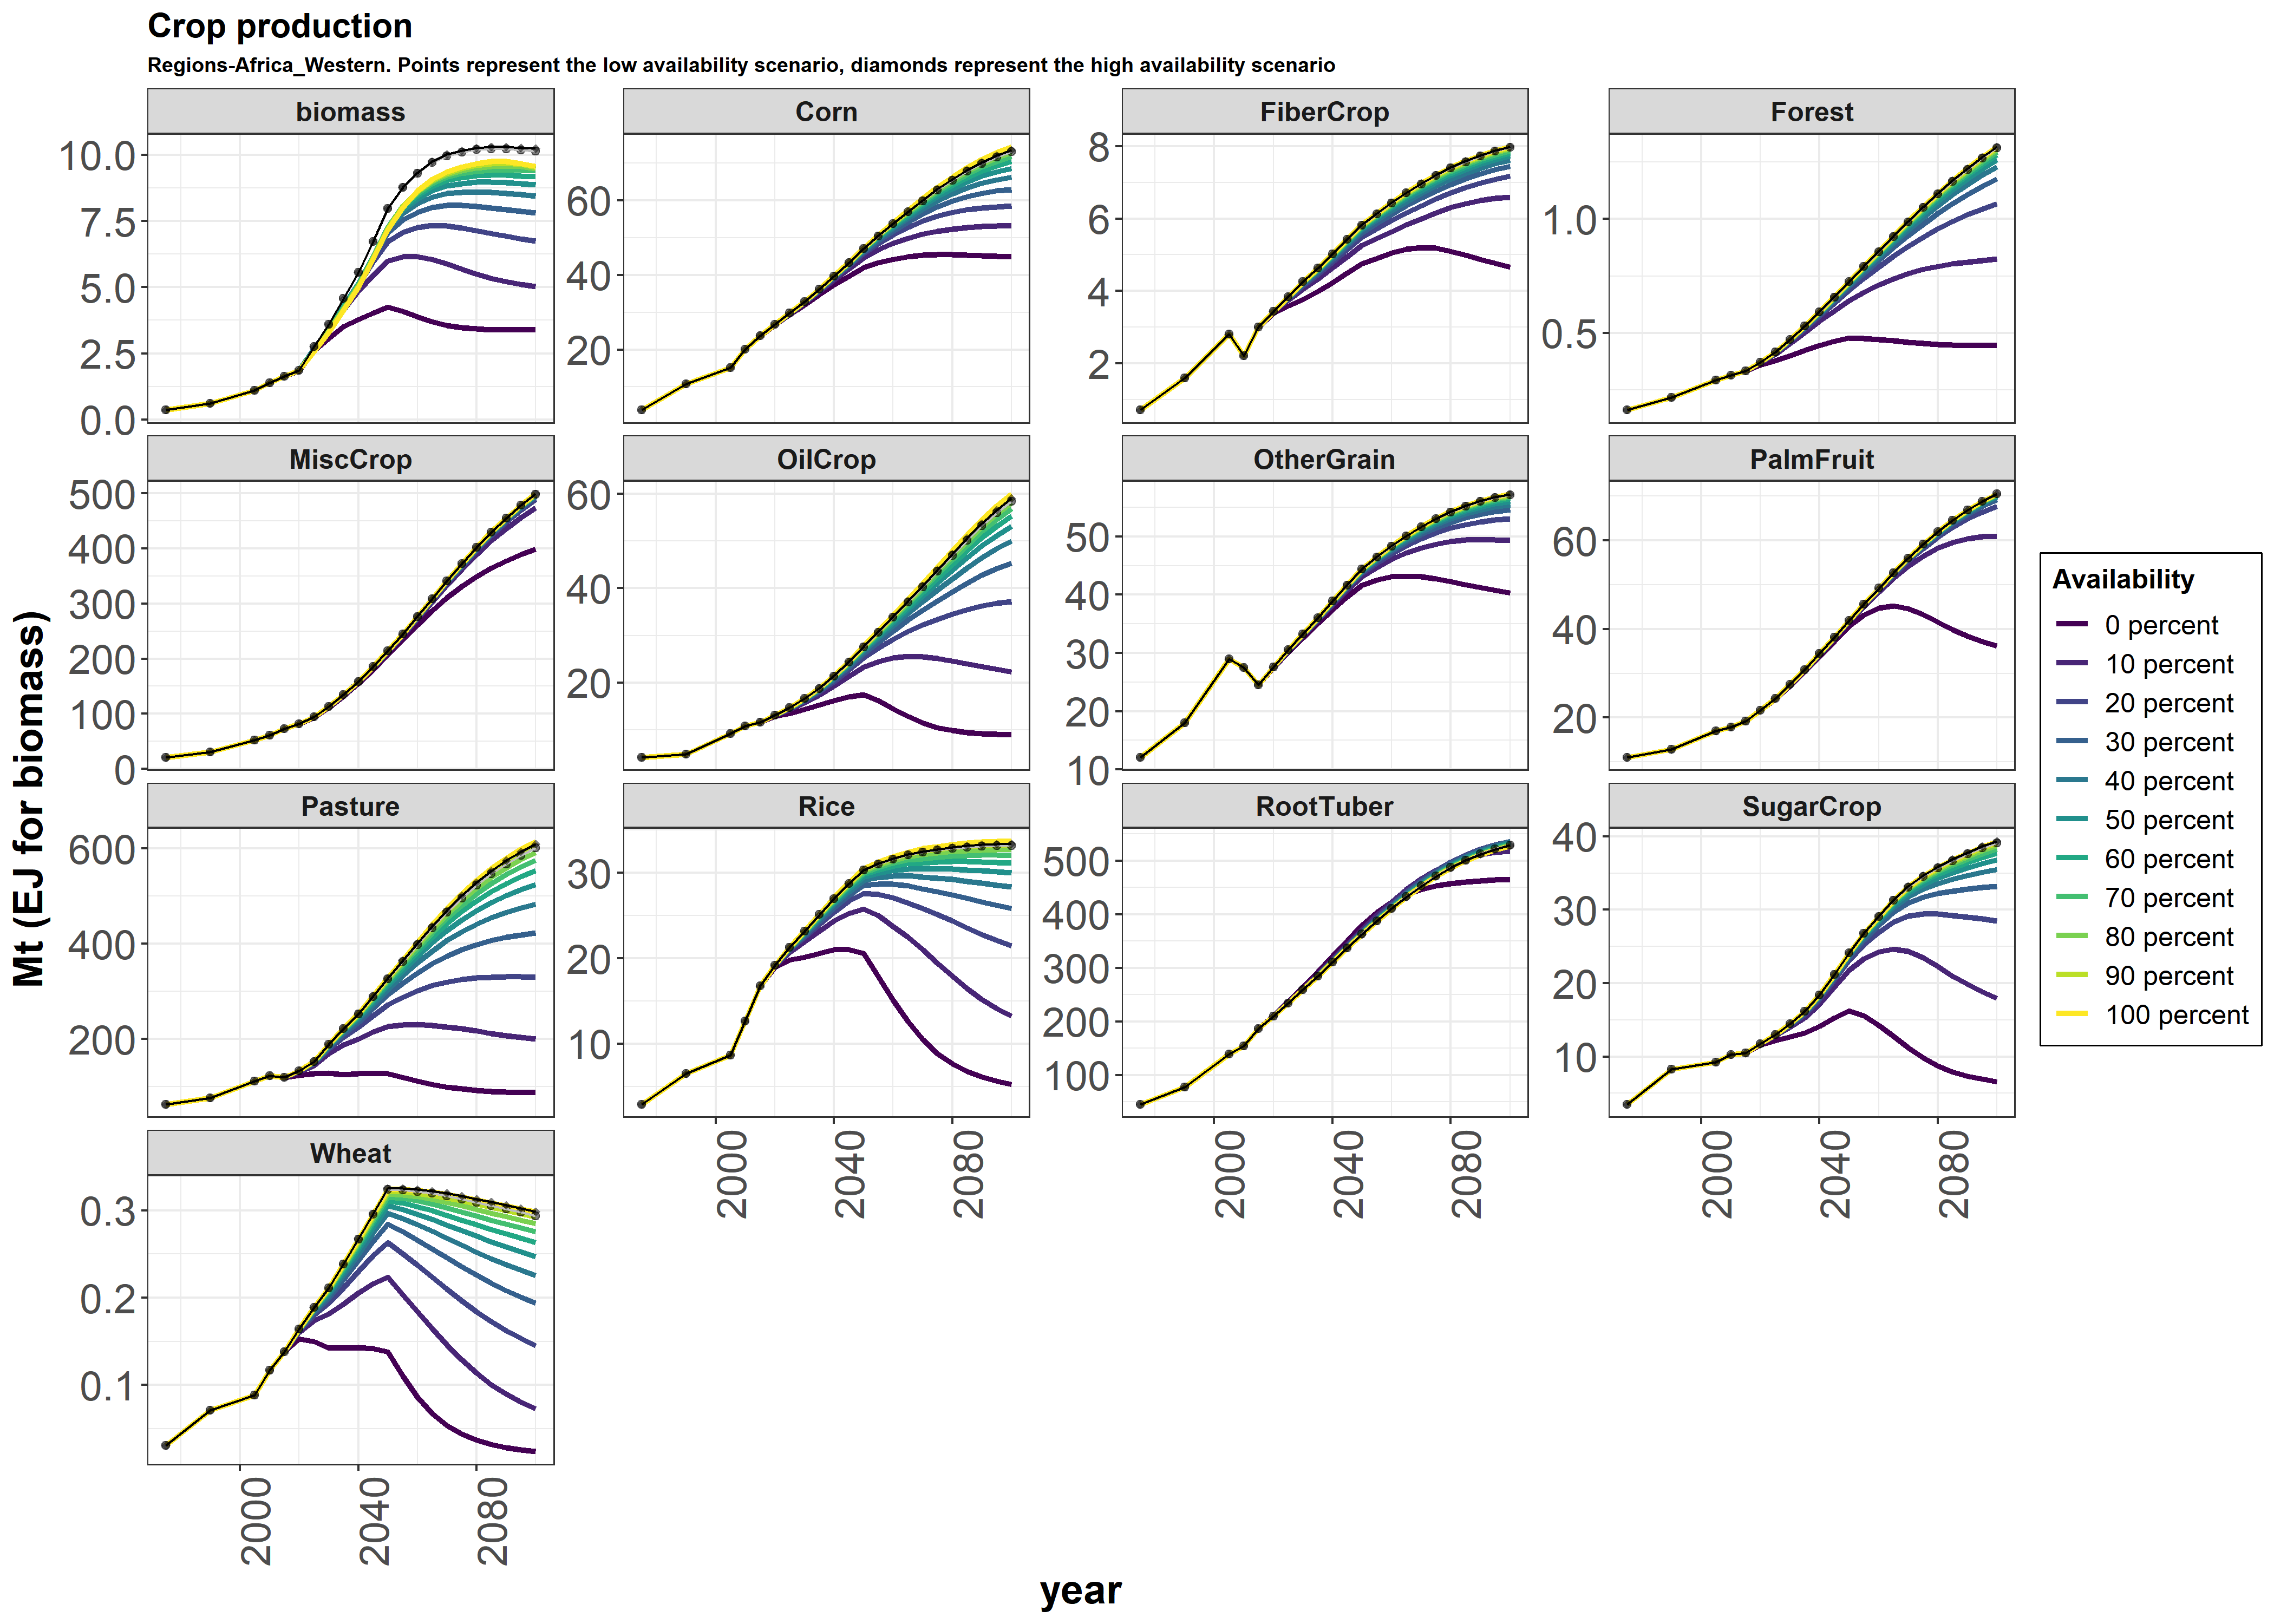 Crop production
Regions-Africa_Western. Points represent the low availability scenario, diamonds represent the high availability scenario
biomass
Corn
FiberCrop
Forest
10.0
7.5
5.0
2.5
0.0
60
40
20
8
6
4
2
1.0
0.5
MiscCrop
OilCrop
OtherGrain
PalmFruit
500
400
300
200
100
0
60
40
20
50
40
30
20
10
60
40
20
Pasture
Rice
RootTuber
SugarCrop
600
400
200
30
20
10
500
400
300
200
100
40
30
20
10
2000
2040
2080
2000
2040
2080
2000
2040
2080
Wheat
0.3
0.2
0.1
2000
2040
2080
Mt (EJ for biomass)
year
Availability
0 percent
10 percent
20 percent
30 percent
40 percent
50 percent
60 percent
70 percent
80 percent
90 percent
100 percent